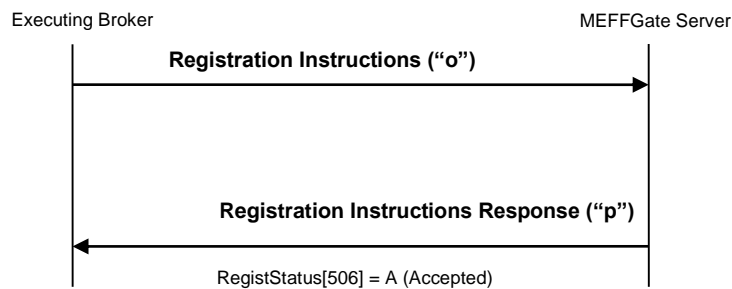 Executing Broker
MEFFGate Server
Registration Instructions (“o”)
Registration Instructions Response (“p”)
RegistStatus[506] = A (Accepted)